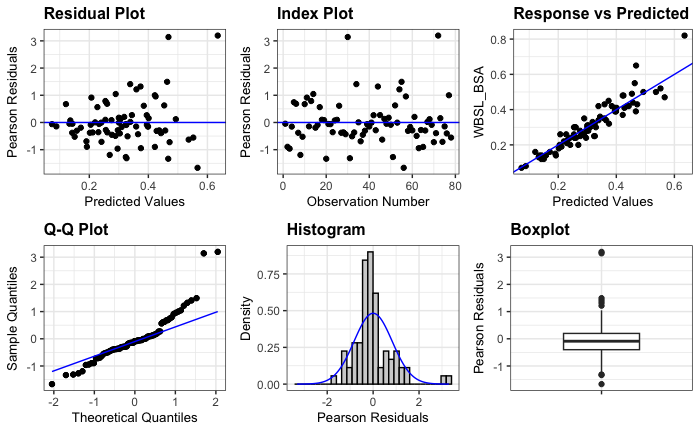 Residual Plot
Pearson Residuals
3
2
1
0
-1
0.2
0.4
0.6
Predicted Values
Index Plot
Pearson Residuals
3
2
1
0
-1
0
20
40
60
80
Observation Number
Response vs Predicted
WBSL_BSA
0.8
0.6
0.4
0.2
0.2
0.4
0.6
Predicted Values
Q-Q Plot
Sample Quantiles
3
2
1
0
-1
-2
-1
0
1
2
Theoretical Quantiles
Histogram
Density
0.75
0.50
0.25
0.00
-2
0
2
Pearson Residuals
Boxplot
Pearson Residuals
3
2
1
0
-1